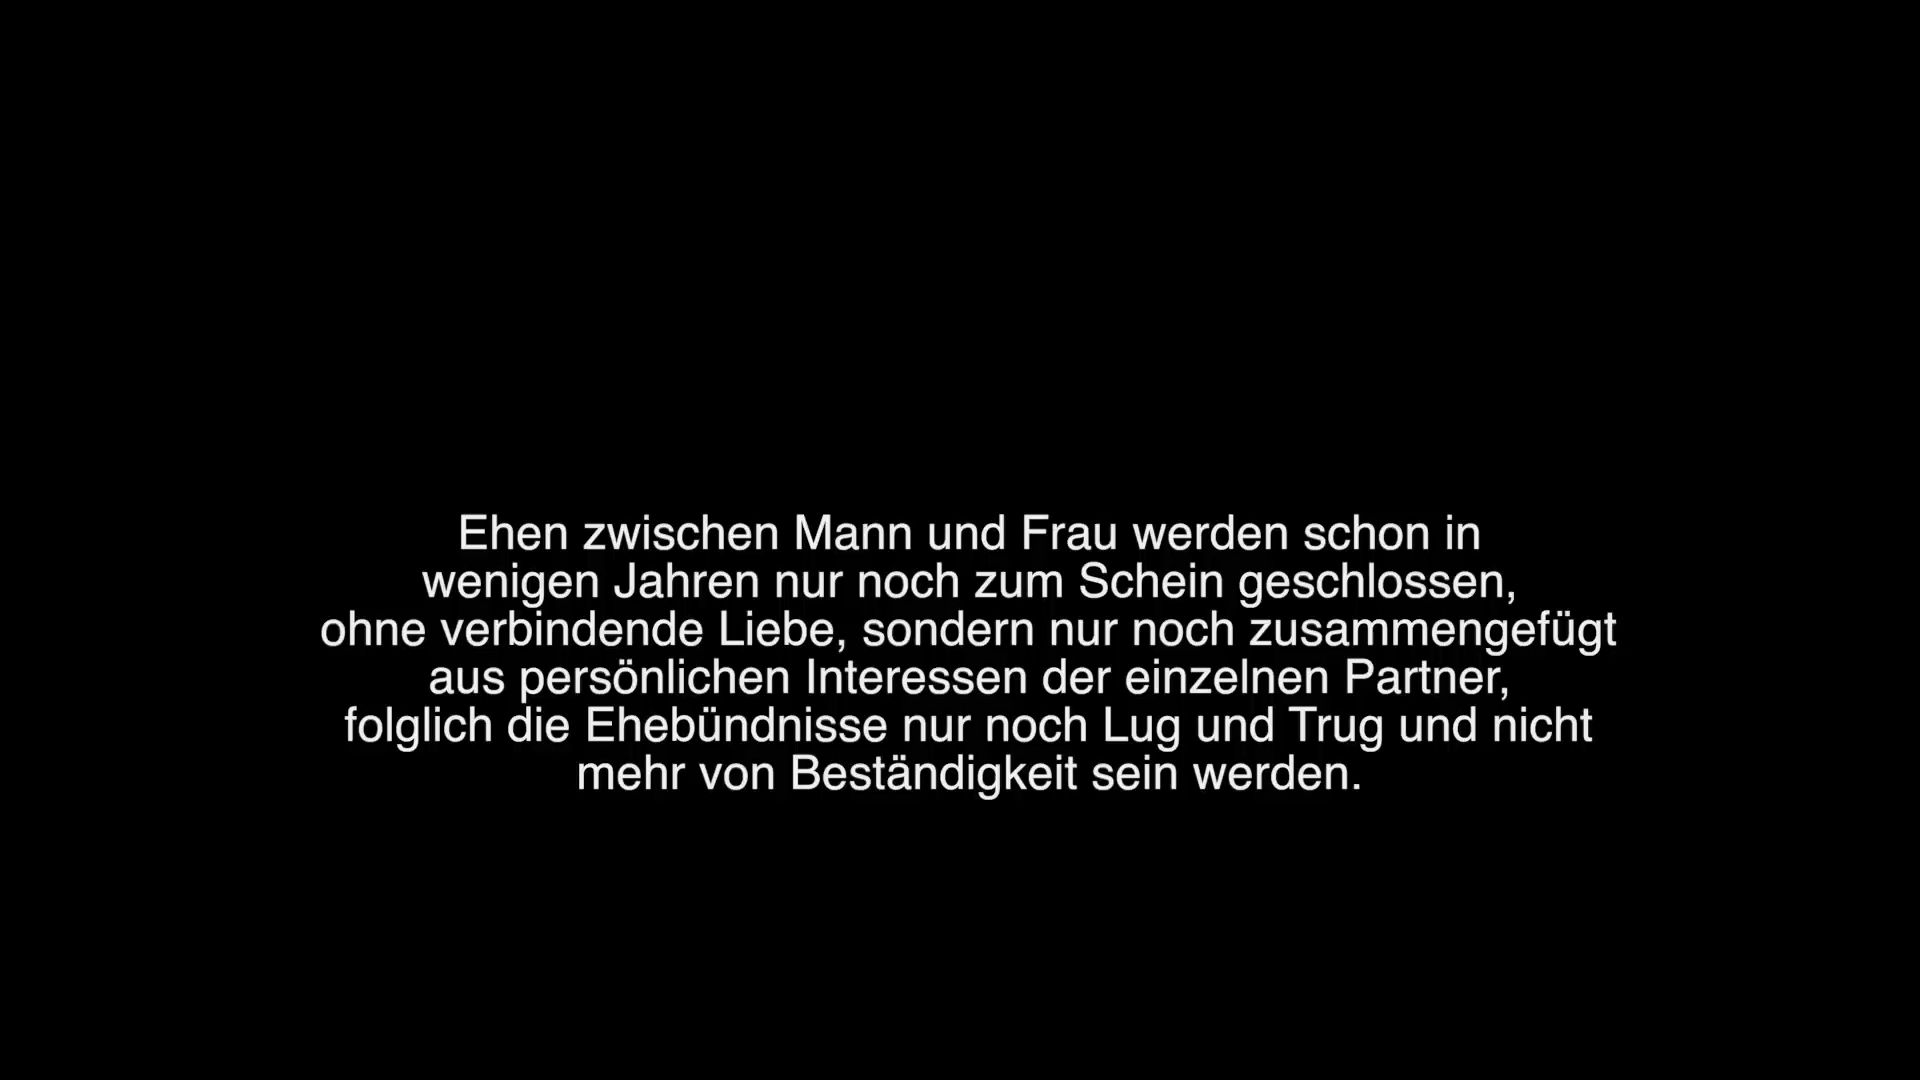 Ehen zwischen Mann und Frau werden schon in
wenigen Jahren nur noch zum Schein geschlossen,
ohne verbindende Liebe, sondern nur noch zusammengefügt
aus persönlichen Interessen der einzelnen Partner,
folglich die Ehebündnisse nur noch Lug und Trug und nicht
mehr von Beständigkeit sein werden.